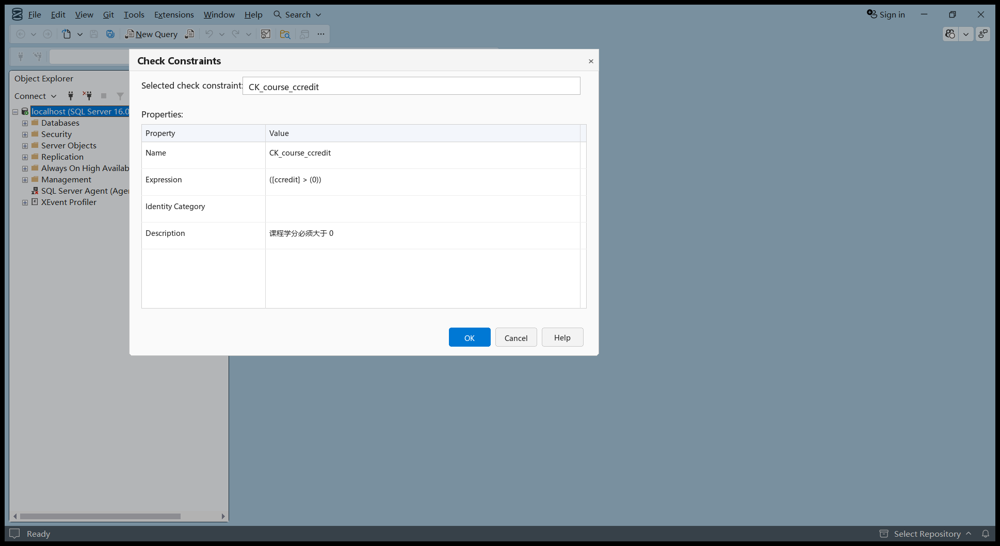 File Edit View Git Tools Extensions Window Help Search Sign in
New Query
Check Constraints
Object Explorer
Selected check constraint: CK_course_ccredit
Connect
localhost (SQL Server 16.0
Databases
Security
Server Objects
Replication
Always On High Availab
Management
SQL Server Agent (Agen
XEvent Profiler
Properties:
Property Value
Name CK_course_ccredit
Expression ([ccredit] > (0))
Identity Category
Description 课程学分必须大于 0
OK Cancel Help
Ready Select Repository